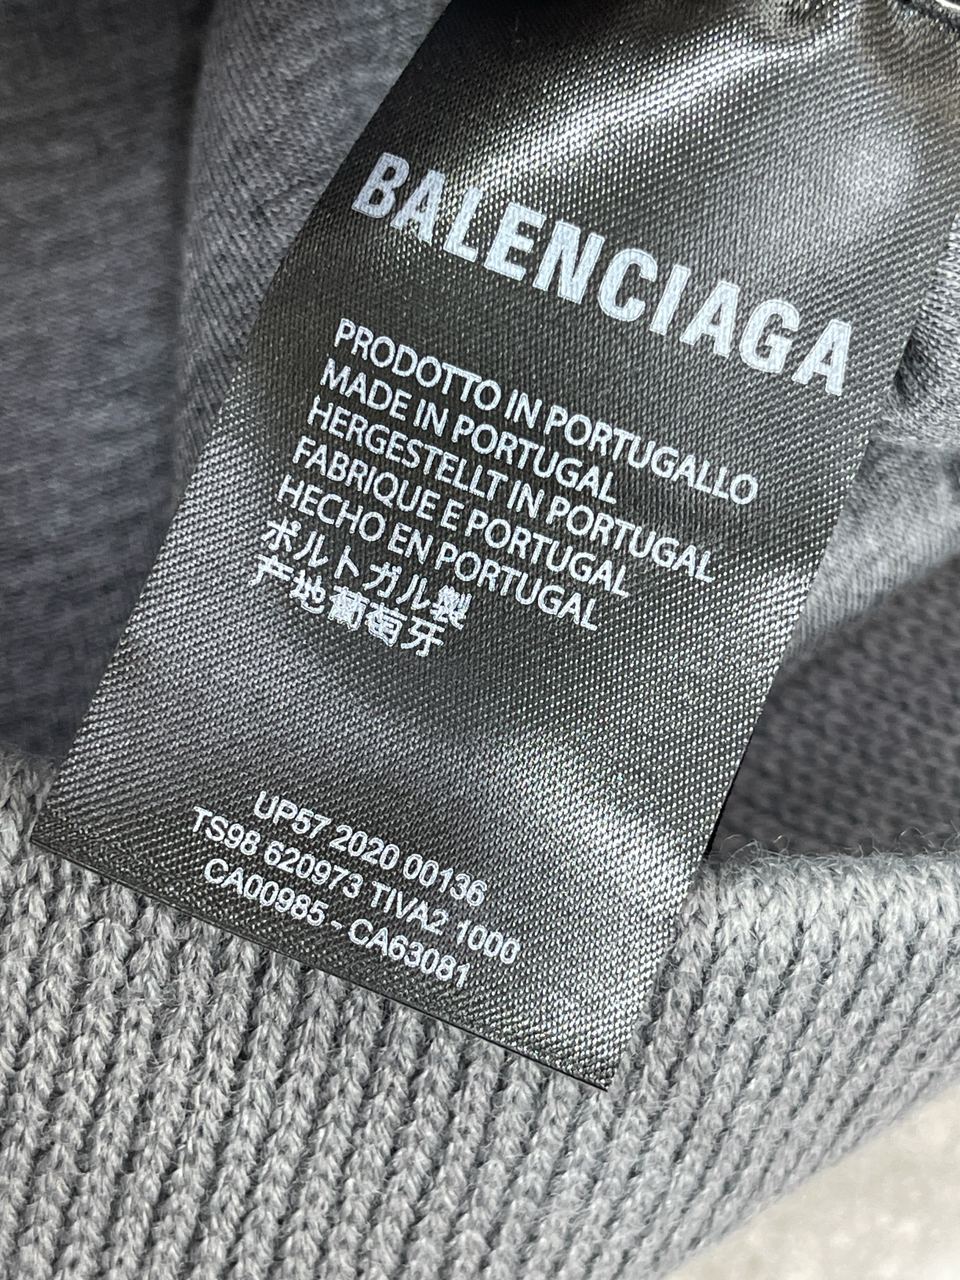 BALENCIAGA
PRODOTTO IN PORTUGALLO
MADE IN PORTUGAL
HERGESTELLT IN PORTUGAL
FABRIQUE E PORTUGAL
HECHO EN PORTUGAL
ポルトガル製
产地葡萄牙
UP57 2020 00136
TS98 620973 TIVA2 1000
CA00985 - CA63081